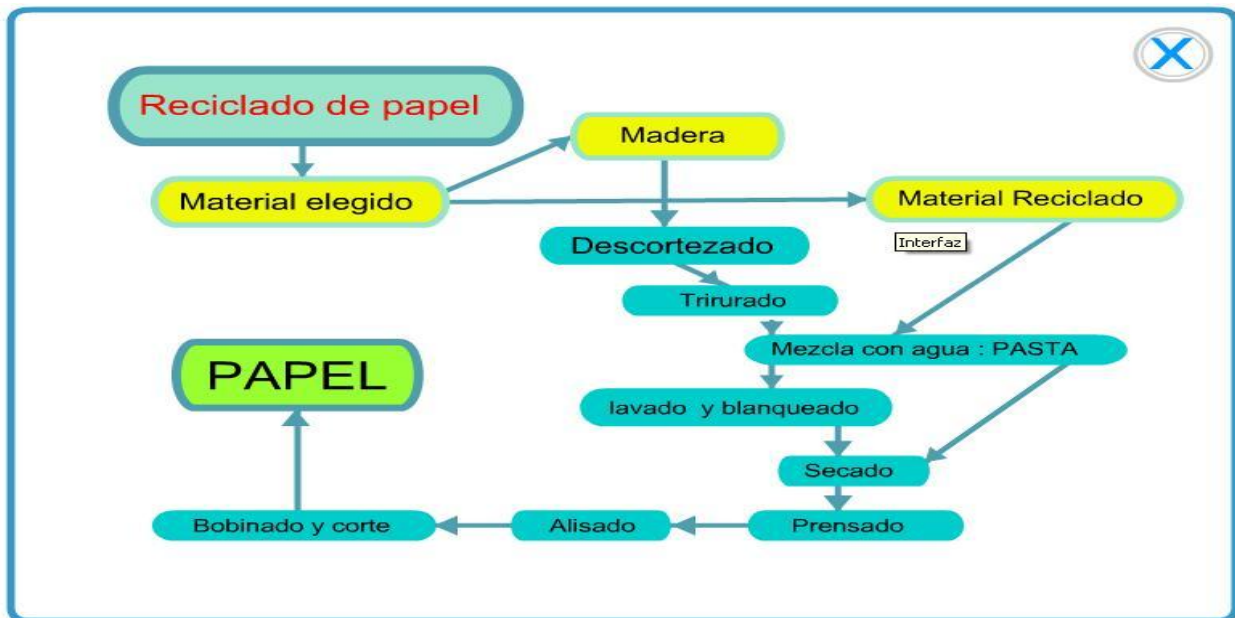 Reciclado de papel
Madera
Material elegido
Material Reciclado
Interfaz
Descortezado
Trirurado
Mezcla con agua : PASTA
PAPEL
lavado y blanqueado
Secado
Bobinado y corte
Alisado
Prensado